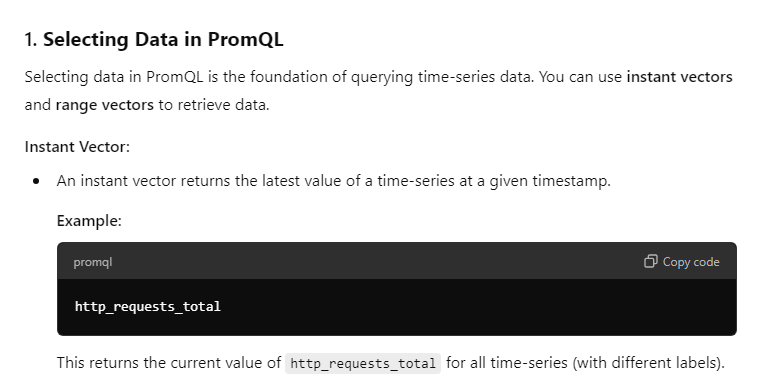 1. Selecting Data in PromQL
Selecting data in PromQL is the foundation of querying time-series data. You can use instant vectors
and range vectors to retrieve data.
Instant Vector:
• An instant vector returns the latest value of a time-series at a given timestamp.
Example:
promql
Copy code
http_requests_total
This returns the current value of http_requests_total for all time-series (with different labels).